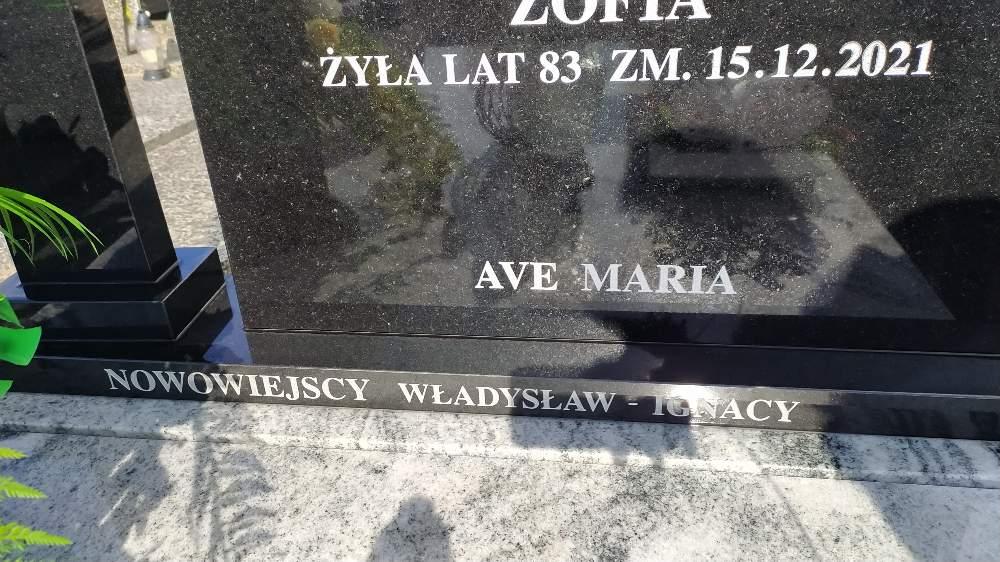 ZOFIA
ŻYŁA LAT 83 ZM. 15.12.2021
AVE MARIA
NOWOWIEJSCY WŁADYSŁAW - IGNACY